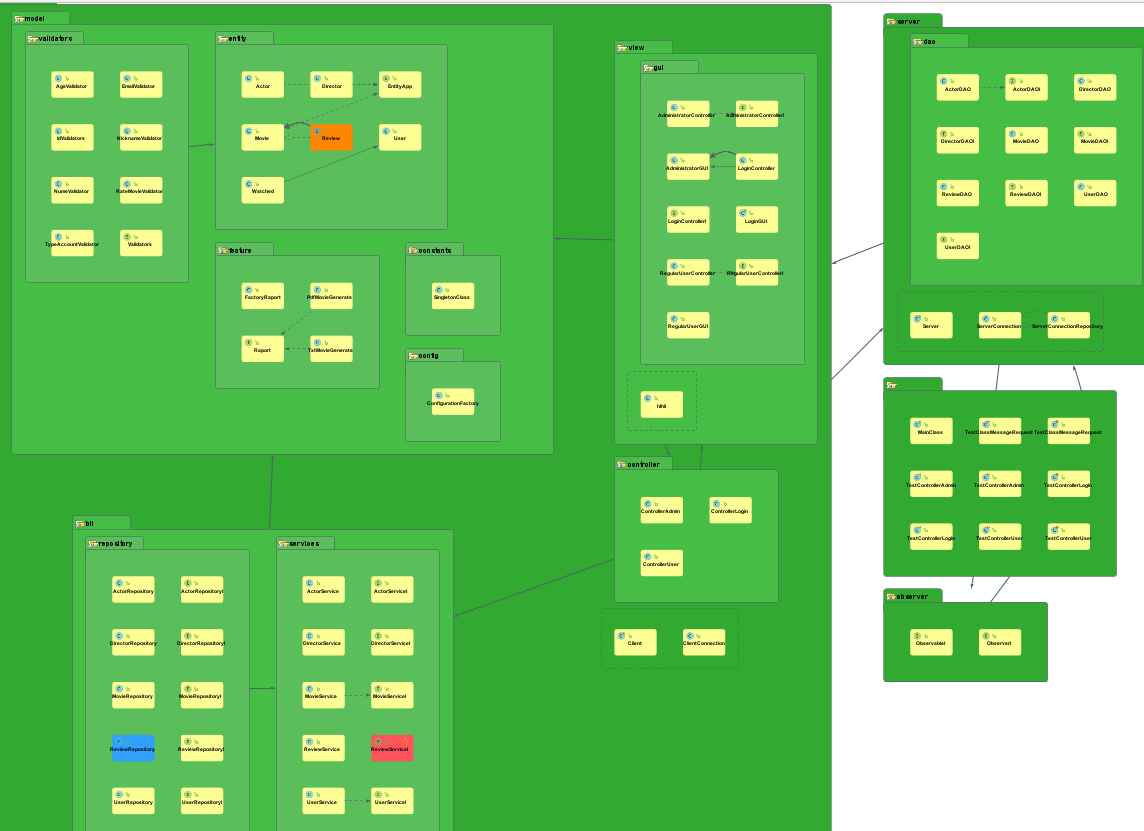 model
validators
AgeValidator
EmailValidator
IdValidators
NicknameValidator
NumeValidator
RateMovieValidator
TypeAccountValidator
Validators
entity
Actor
Director
EntityApp
Movie
Review
User
Watched
feature
FactoryRaport
PdfMovieGenerate
Raport
TxtMovieGenerate
constants
SingletonClass
config
ConfigurationFactory
view
gui
AdministratorController
AdministratorControllerI
AdministratorGUI
LoginController
LoginControllerI
LoginGUI
RegularUserController
RegularUserControllerI
RegularUserGUI
controller
ControllerAdmin
ControllerLogin
ControllerUser
Client
ClientConnection
bll
repository
ActorRepository
ActorRepositoryI
DirectorRepository
DirectorRepositoryI
MovieRepository
MovieRepositoryI
ReviewRepository
ReviewRepositoryI
UserRepository
UserRepositoryI
services
ActorService
ActorServiceI
DirectorService
DirectorServiceI
MovieService
MovieServiceI
ReviewService
ReviewServiceI
UserService
UserServiceI
server
dao
ActorDAO
ActorDAOI
DirectorDAO
DirectorDAOI
MovieDAO
MovieDAOI
ReviewDAO
ReviewDAOI
UserDAO
UserDAOI
Server
ServerConnection
ServerConnectionRepository
MainClass
TestClassMessageRequest
TestClassMessageRequest
TestControllerAdmin
TestControllerAdmin
TestControllerLogin
TestControllerLogin
TestControllerUser
TestControllerUser
observer
ObservableI
ObserverI